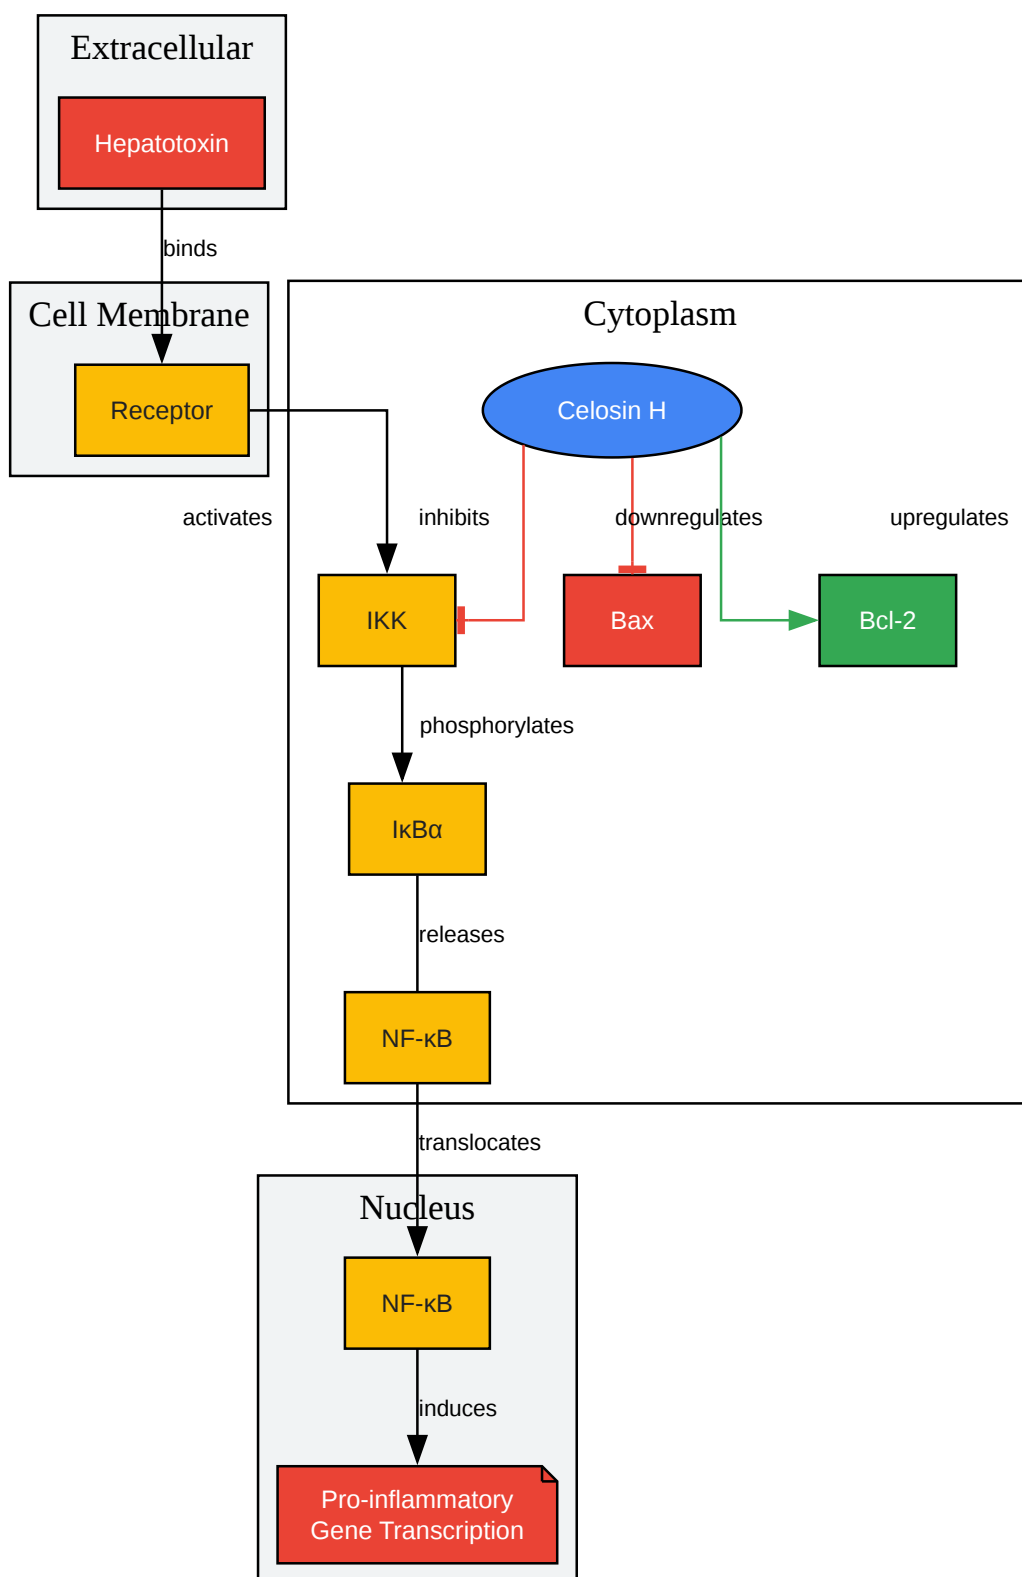 Extracellular
Hepatotoxin
binds
Cell Membrane
Receptor
Cytoplasm
Celosin H
activates
inhibits
downregulates
upregulates
IKK
Bax
Bcl-2
phosphorylates
IκBα
releases
NF-κB
translocates
Nucleus
NF-κB
induces
Pro-inflammatory
Gene Transcription